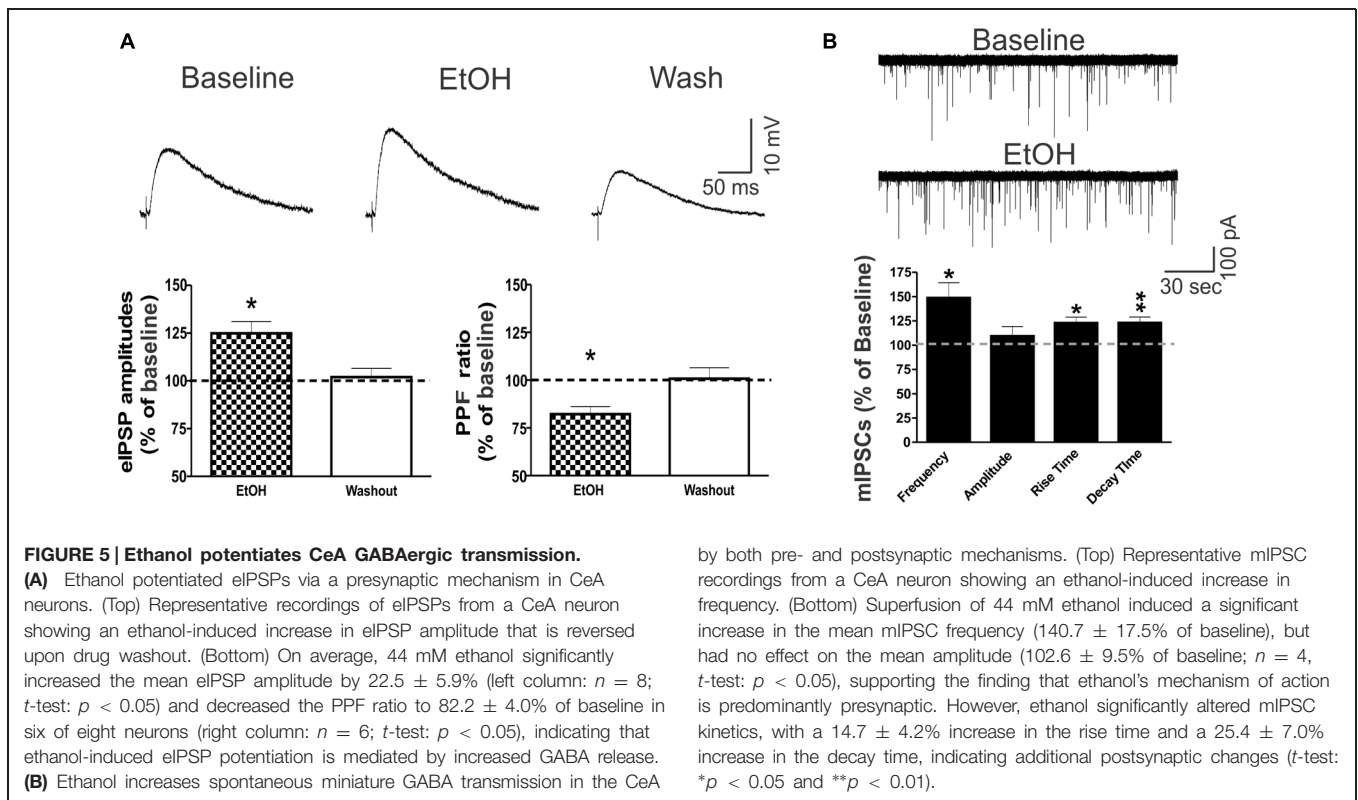 A
Baseline
EtOH
Wash
10 mV
50 ms
eIPSP amplitudes
(% of baseline)
150
125
100
75
50
*
EtOH
Washout
PPF ratio
(% of baseline)
150
125
100
75
50
*
EtOH
Washout
B
Baseline
EtOH
100 pA
30 sec
mIPSCs (% of Baseline)
175
150
125
100
75
50
25
0
*
*
**
Frequency
Amplitude
Rise Time
Decay TIme
FIGURE 5 | Ethanol potentiates CeA GABAergic transmission.
(A) Ethanol potentiated eIPSPs via a presynaptic mechanism in CeA
neurons. (Top) Representative recordings of eIPSPs from a CeA neuron
showing an ethanol-induced increase in eIPSP amplitude that is reversed
upon drug washout. (Bottom) On average, 44 mM ethanol significantly
increased the mean eIPSP amplitude by 22.5 ± 5.9% (left column: n = 8;
t-test: p < 0.05) and decreased the PPF ratio to 82.2 ± 4.0% of baseline in
six of eight neurons (right column: n = 6; t-test: p < 0.05), indicating that
ethanol-induced eIPSP potentiation is mediated by increased GABA release.
(B) Ethanol increases spontaneous miniature GABA transmission in the CeA
by both pre- and postsynaptic mechanisms. (Top) Representative mIPSC
recordings from a CeA neuron showing an ethanol-induced increase in
frequency. (Bottom) Superfusion of 44 mM ethanol induced a significant
increase in the mean mIPSC frequency (140.7 ± 17.5% of baseline), but
had no effect on the mean amplitude (102.6 ± 9.5% of baseline; n = 4,
t-test: p < 0.05), supporting the finding that ethanol's mechanism of action
is predominantly presynaptic. However, ethanol significantly altered mIPSC
kinetics, with a 14.7 ± 4.2% increase in the rise time and a 25.4 ± 7.0%
increase in the decay time, indicating additional postsynaptic changes (t-test:
*p < 0.05 and **p < 0.01).